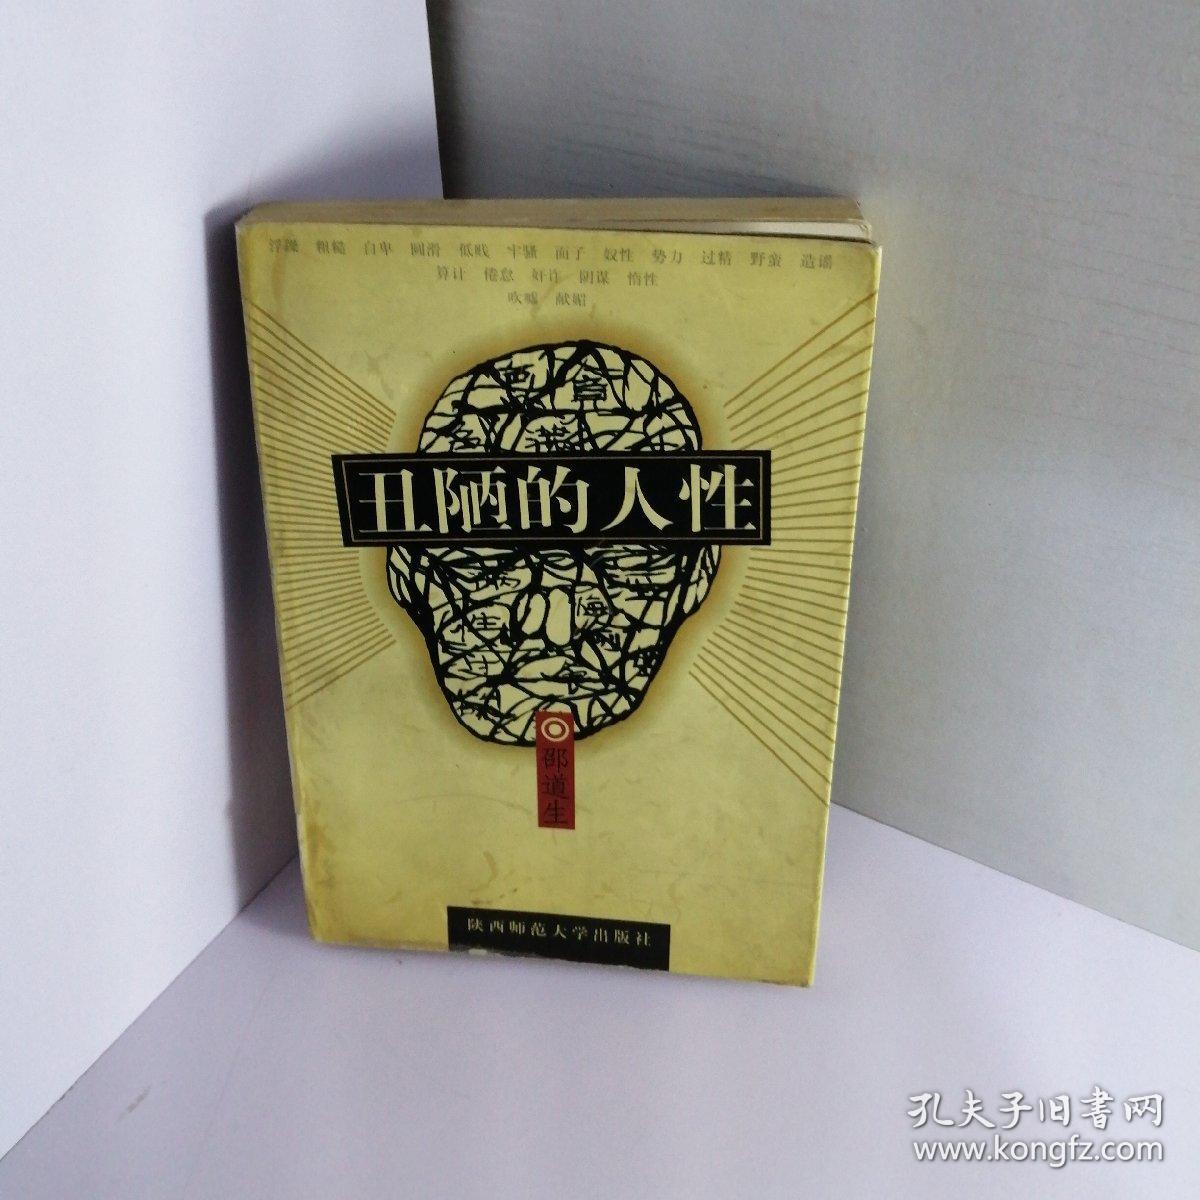 浮躁 粗糙 自卑 圆滑 低贱 牢骚 面子 奴性 势力 过精 野蛮 造谣
算计 倦怠 奸诈 阴谋 惰性
吹嘘 献媚
丑陋的人性
邵道生
陕西师范大学出版社
孔夫子旧书网
www.kongfz.com